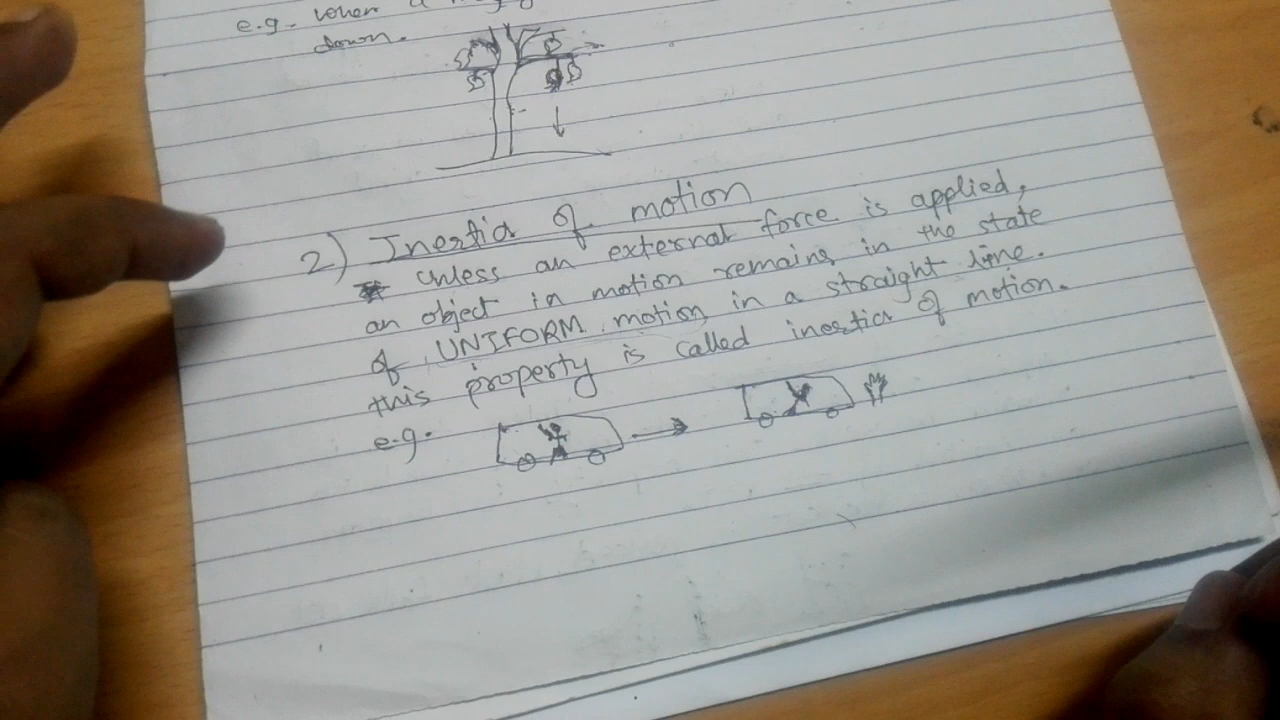 e.g. when a
down.
2) Inertia of motion
unless an external force is applied,
an object in motion remains in the state
of UNIFORM motion in a straight line.
this property is called inertia of motion.
e.g.